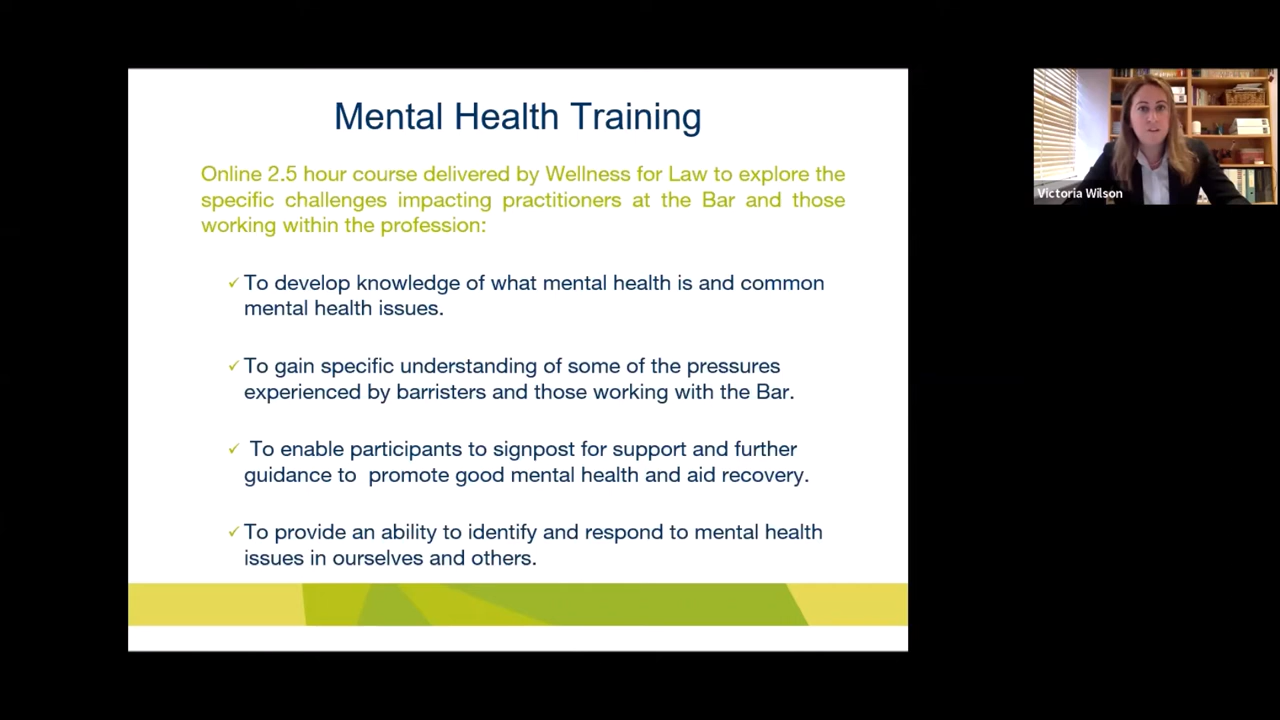 Mental Health Training
Online 2.5 hour course delivered by Wellness for Law to explore the
specific challenges impacting practitioners at the Bar and those
working within the profession:
✓To develop knowledge of what mental health is and common
mental health issues.
✓To gain specific understanding of some of the pressures
experienced by barristers and those working with the Bar.
✓ To enable participants to signpost for support and further
guidance to  promote good mental health and aid recovery.
✓To provide an ability to identify and respond to mental health
issues in ourselves and others.
Victoria Wilson